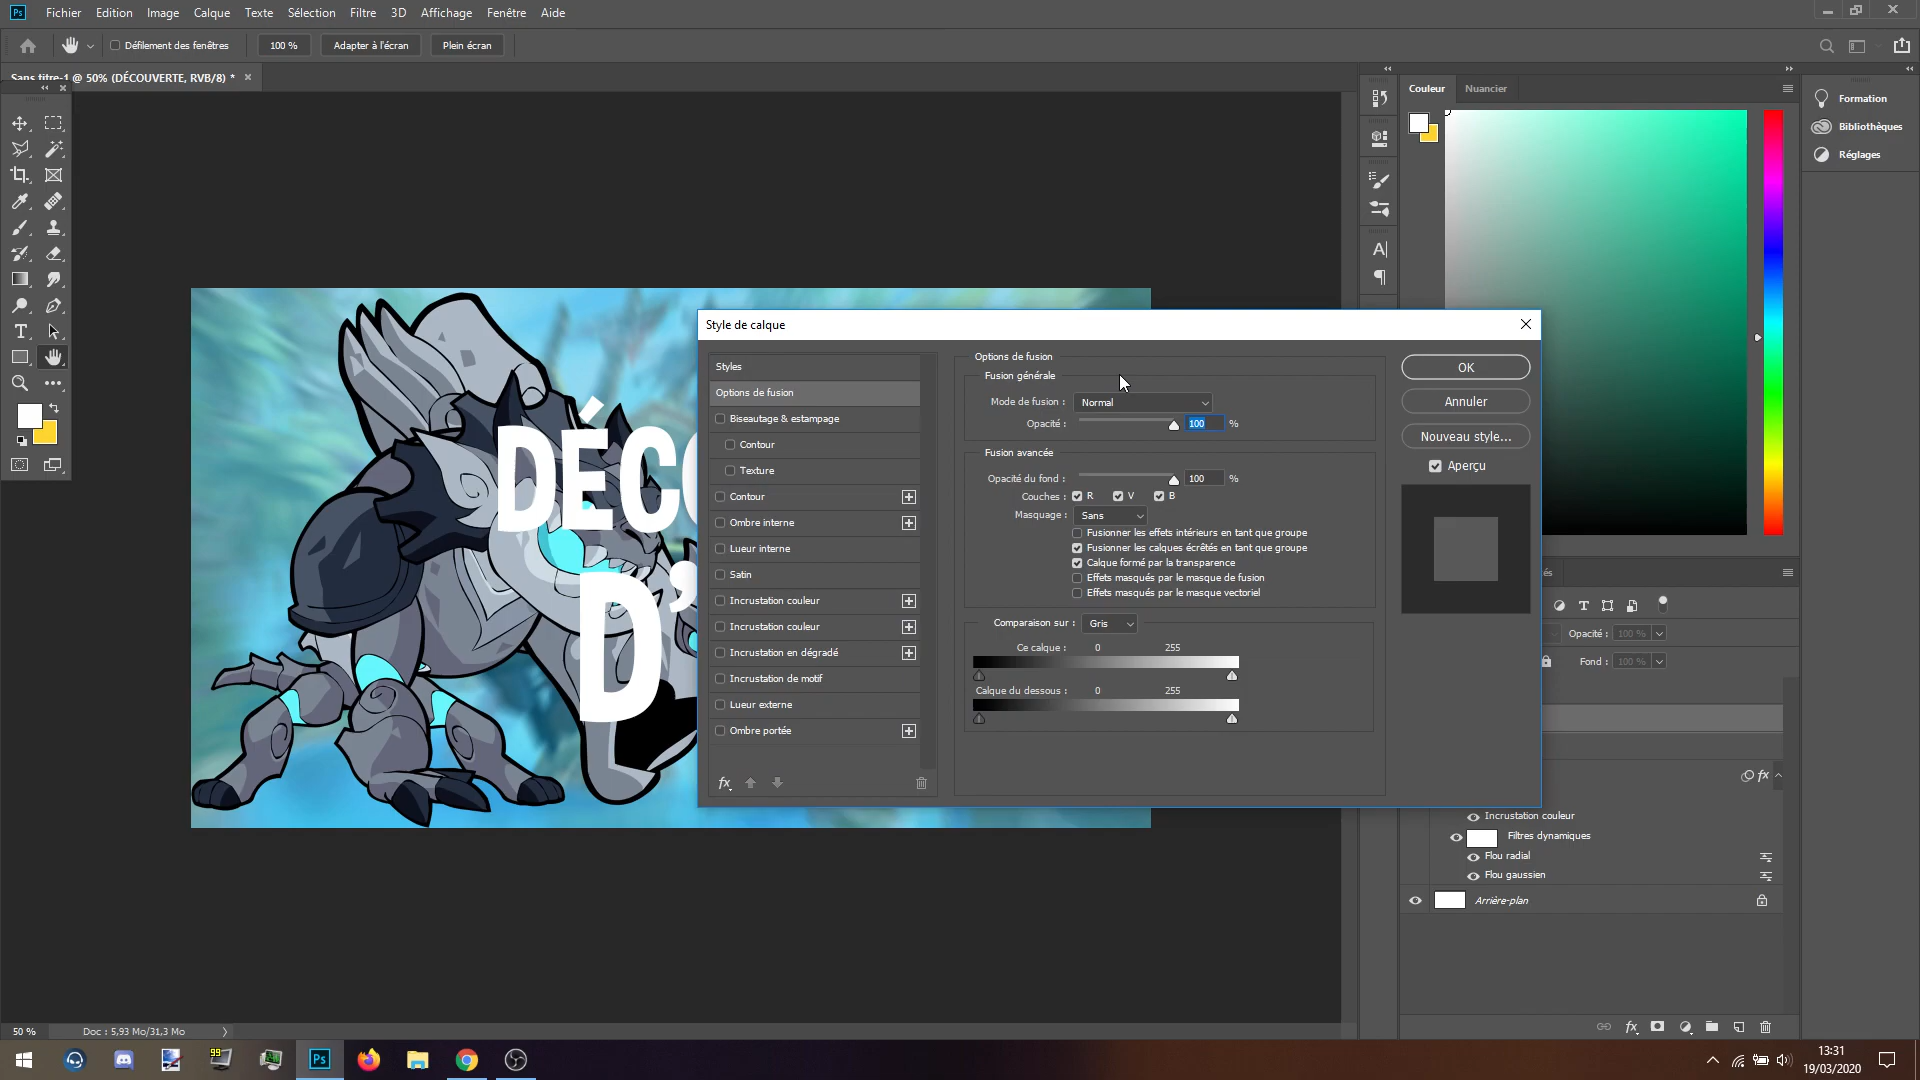 Ps Fichier Edition Image Calque Texte Sélection Filtre 3D Affichage Fenêtre Aide
Défilement des fenêtres 100 % Adapter à l'écran Plein écran
Sans titre-1 @ 50% (DÉCOUVERTE, RVB/8) *
Couleur Nuancier
Formation
Bibliothèques
Réglages
DÉCO
D'
Style de calque
Styles
Options de fusion
Biseautage & estampage
Contour
Texture
Contour
Ombre interne
Lueur interne
Satin
Incrustation couleur
Incrustation couleur
Incrustation en dégradé
Incrustation de motif
Lueur externe
Ombre portée
fx
Options de fusion
Fusion générale
Mode de fusion : Normal
Opacité : 100 %
Fusion avancée
Opacité du fond : 100 %
Couches : R V B
Masquage : Sans
Fusionner les effets intérieurs en tant que groupe
Fusionner les calques écrêtés en tant que groupe
Calque formé par la transparence
Effets masqués par le masque de fusion
Effets masqués par le masque vectoriel
Comparaison sur : Gris
Ce calque : 0 255
Calque du dessous : 0 255
OK
Annuler
Nouveau style...
Aperçu
Opacité : 100 %
Fond : 100 %
fx
Incrustation couleur
Filtres dynamiques
Flou radial
Flou gaussien
Arrière-plan
fx
50 % Doc : 5,93 Mo/31,3 Mo
99
Ps
13:31
19/03/2020